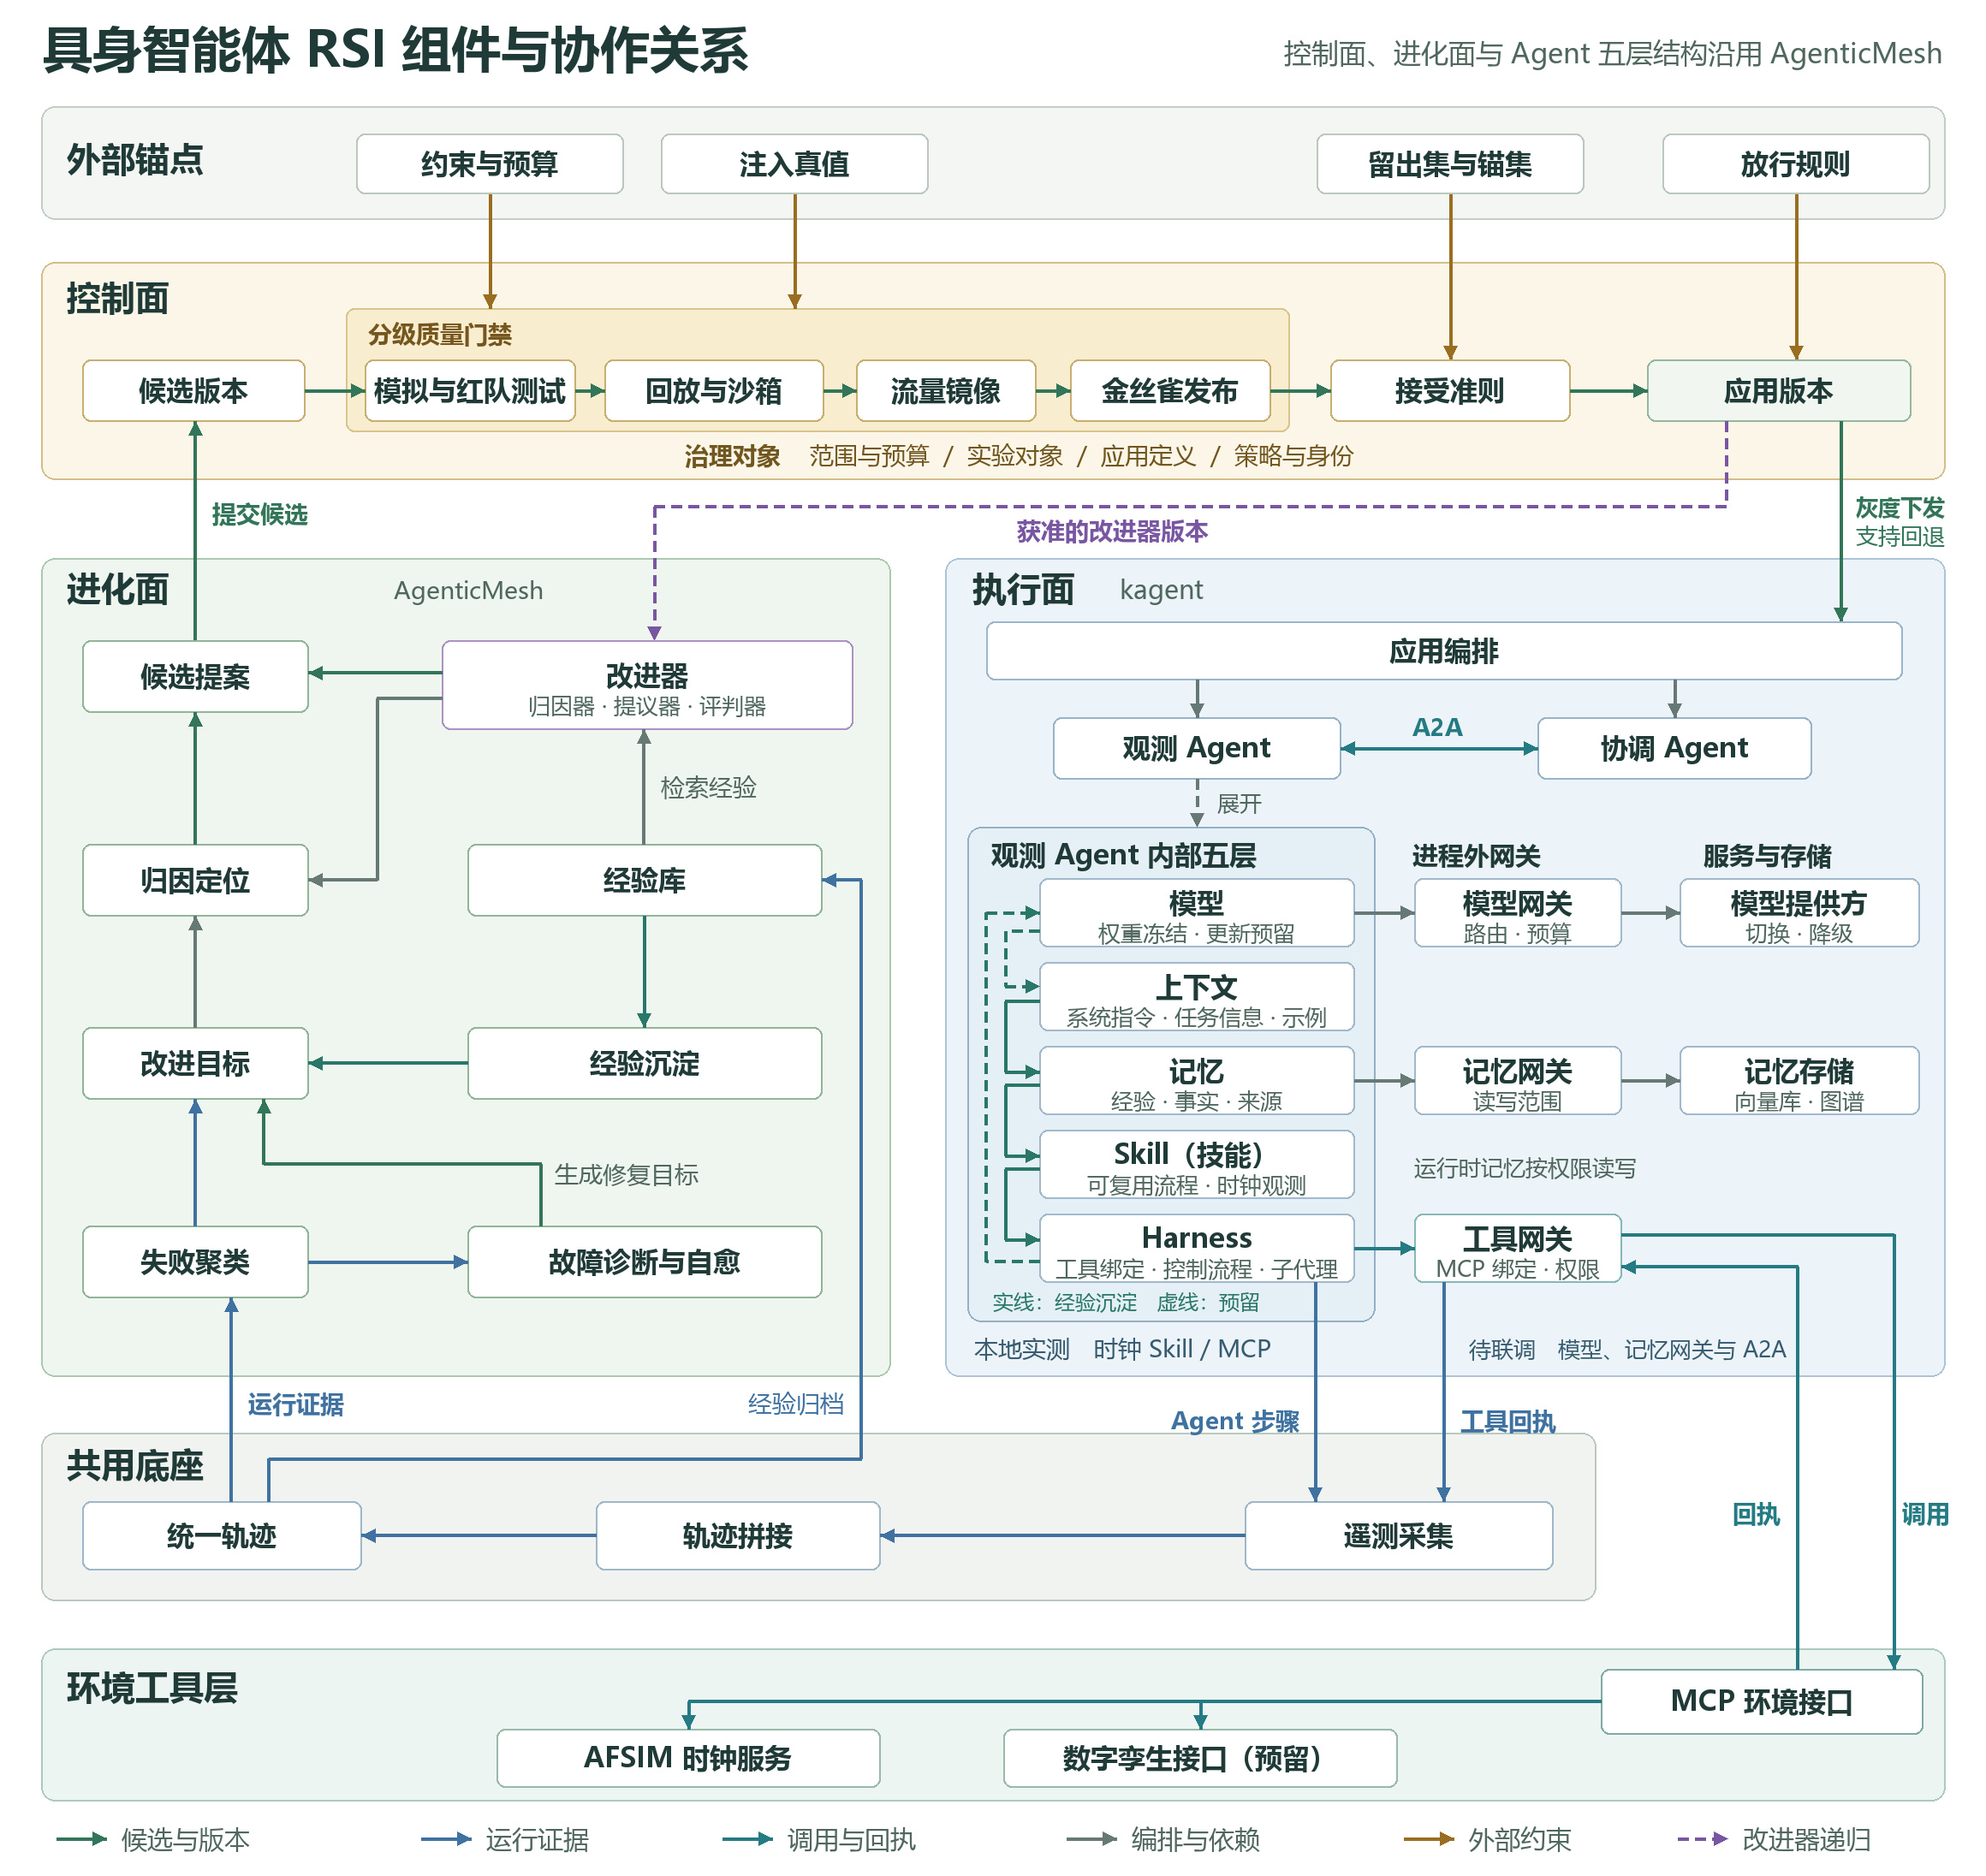 具身智能体 RSI 组件与协作关系
控制面、进化面与 Agent 五层结构沿用 AgenticMesh
外部锚点
约束与预算
注入真值
留出集与锚集
放行规则
控制面
分级质量门禁
候选版本
模拟与红队测试
回放与沙箱
流量镜像
金丝雀发布
接受准则
应用版本
治理对象 范围与预算 / 实验对象 / 应用定义 / 策略与身份
提交候选
获准的改进器版本
灰度下发
支持回退
进化面
AgenticMesh
候选提案
改进器
归因器 · 提议器 · 评判器
检索经验
归因定位
经验库
改进目标
经验沉淀
生成修复目标
失败聚类
故障诊断与自愈
执行面
kagent
应用编排
观测 Agent
A2A
协调 Agent
展开
观测 Agent 内部五层
进程外网关
服务与存储
模型
权重冻结 · 更新预留
模型网关
路由 · 预算
模型提供方
切换 · 降级
上下文
系统指令 · 任务信息 · 示例
记忆
经验 · 事实 · 来源
记忆网关
读写范围
记忆存储
向量库 · 图谱
Skill（技能）
可复用流程 · 时钟观测
运行时记忆按权限读写
Harness
工具绑定 · 控制流程 · 子代理
工具网关
MCP 绑定 · 权限
实线：经验沉淀 虚线：预留
本地实测 时钟 Skill / MCP
待联调 模型、记忆网关与 A2A
运行证据
经验归档
Agent 步骤
工具回执
共用底座
统一轨迹
轨迹拼接
遥测采集
回执
调用
环境工具层
MCP 环境接口
AFSIM 时钟服务
数字孪生接口（预留）
候选与版本
运行证据
调用与回执
编排与依赖
外部约束
改进器递归